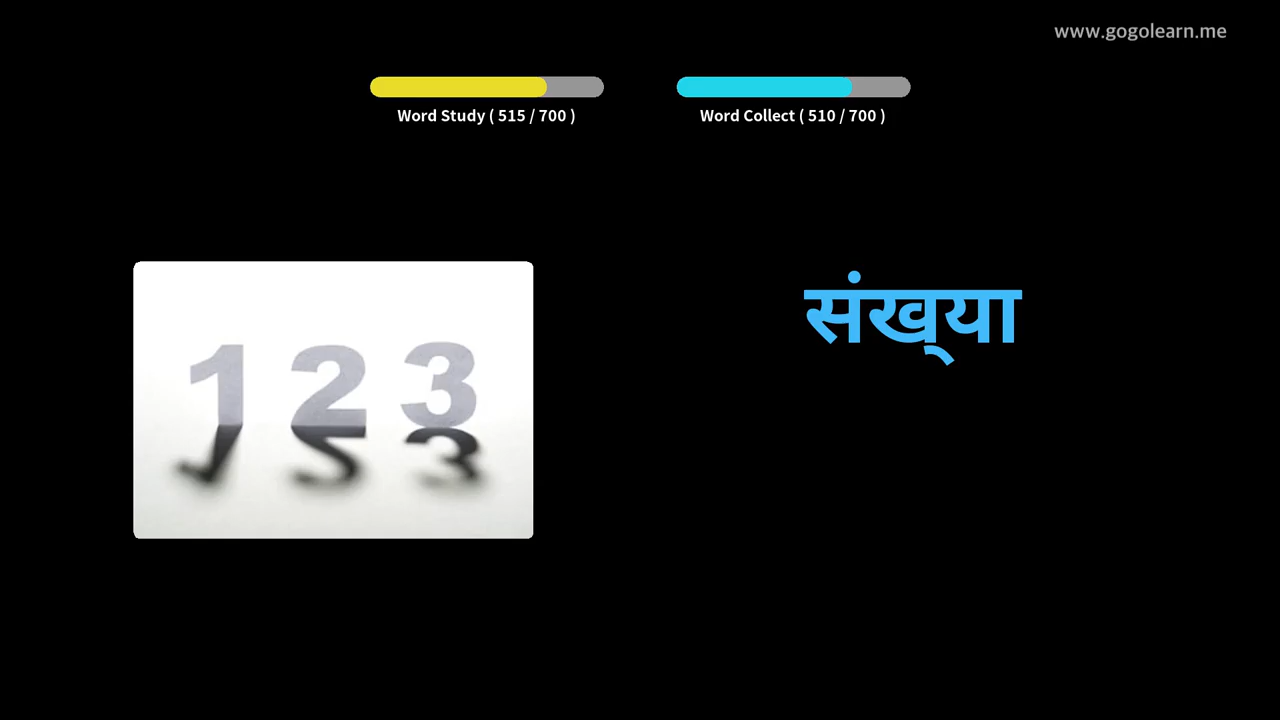 www.gogolearn.me
Word Study ( 515 / 700 )
Word Collect ( 510 / 700 )
संख्‌या
1 2 3